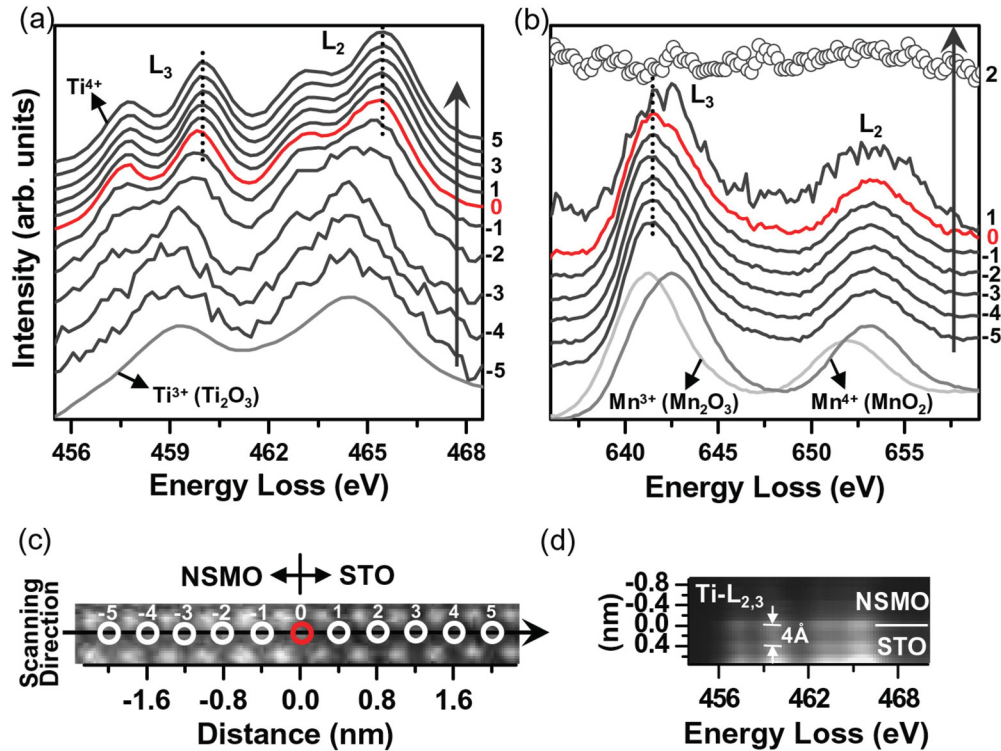 (a)
L₃
L₂
Ti⁴⁺
5
3
1
0
-1
-2
-3
-4
-5
Ti³⁺ (Ti₂O₃)
Intensity (arb. units)
456 459 462 465 468
Energy Loss (eV)
(b)
2
L₃
L₂
1
0
-1
-2
-3
-4
-5
Mn³⁺ (Mn₂O₃)
Mn⁴⁺ (MnO₂)
640 645 650 655
Energy Loss (eV)
(c)
NSMO STO
Scanning
Direction
-5 -4 -3 -2 -1 0 1 2 3 4 5
-1.6 -0.8 0.0 0.8 1.6
Distance (nm)
(d)
(nm)
-0.8
-0.4
0.0
0.4
Ti-L₂,₃
NSMO
4Å
STO
456 462 468
Energy Loss (eV)